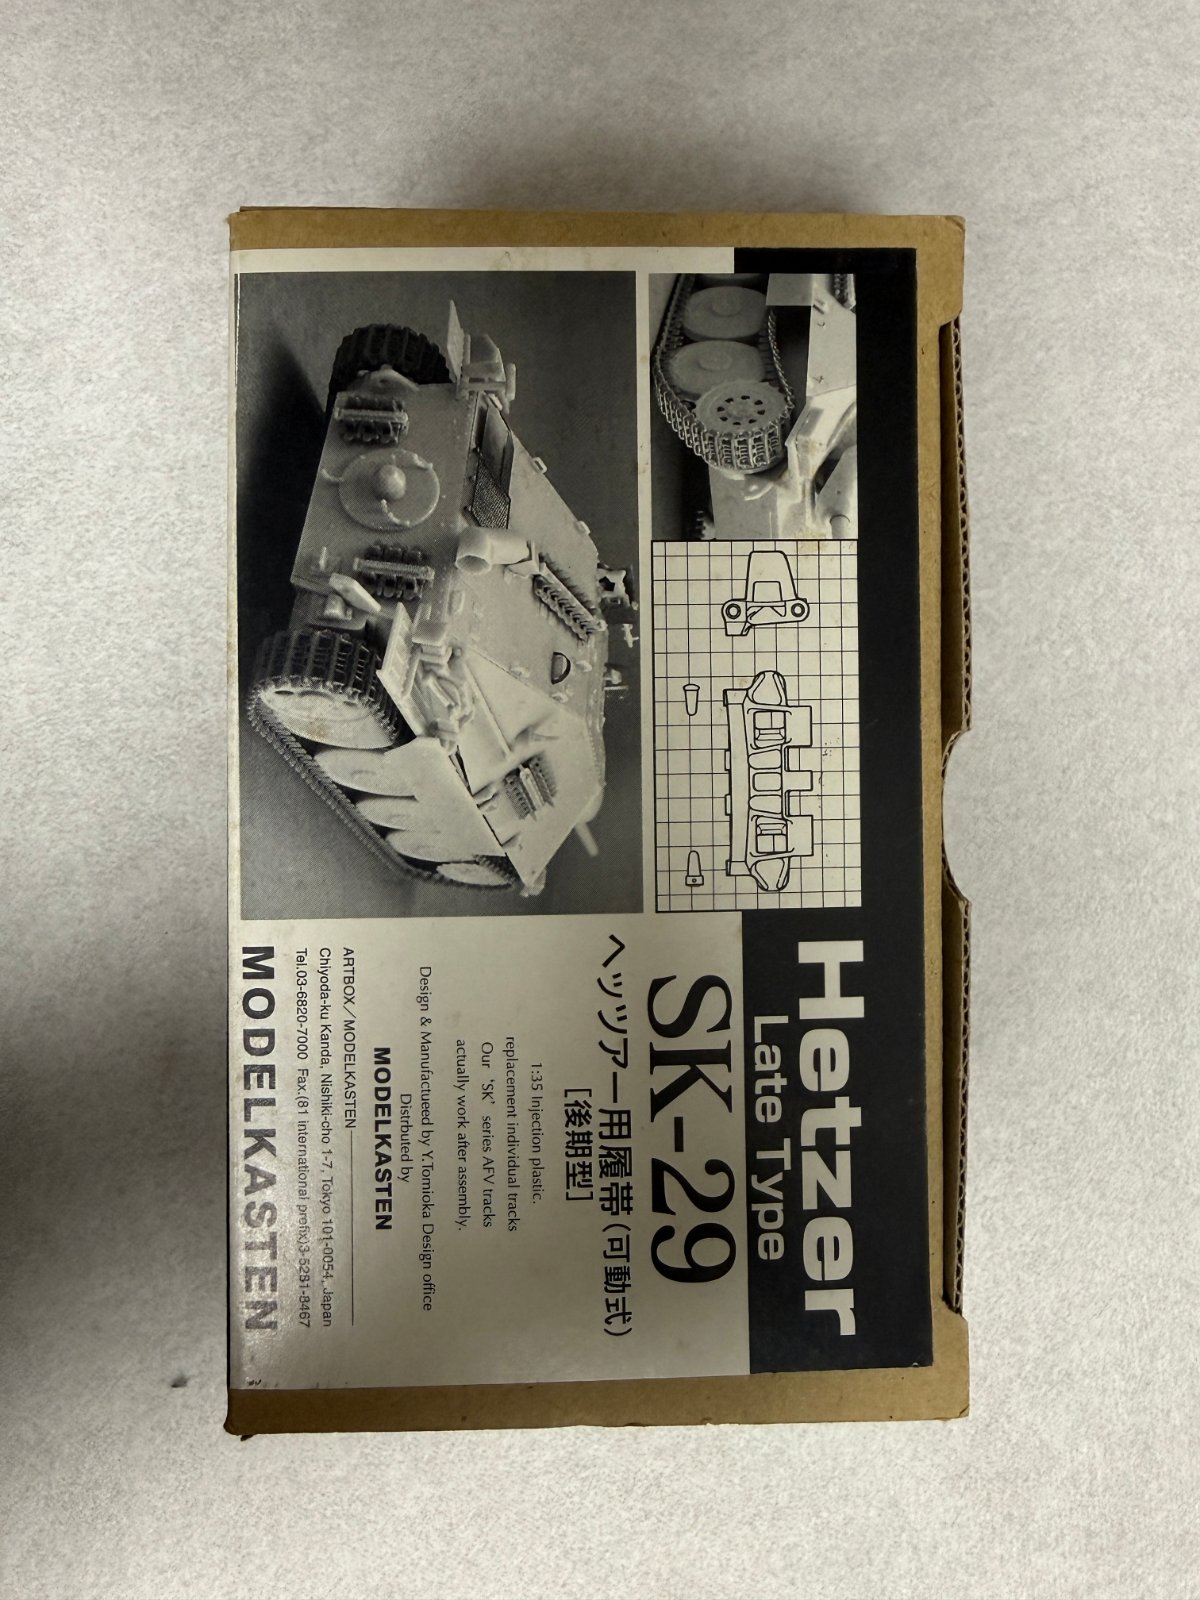 Hetzer
Late Type
SK-29
ヘッツアー用履帯(可動式)
[後期型]
1:35 Injection plastic.
replacement individual tracks
Our 'SK' series AFV tracks
actually work after assembly.
Design & Manufactueed by Y.Tomioka Design office
MODELKASTEN
Distrbuted by
ARTBOX/MODELKASTEN
Chiyoda-ku Kanda, Nishiki-cho 1-7, Tokyo 101-0054, Japan
Tel.03-6820-7000 Fax.(81 international prefix)3-5281-8467
MODELKASTEN